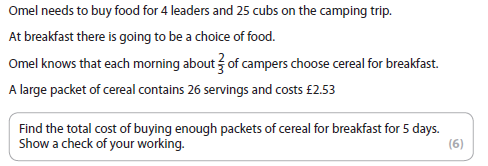 Omel needs to buy food for 4 leaders and 25 cubs on the camping trip.
At breakfast there is going to be a choice of food.
Omel knows that each morning about 2/3 of campers choose cereal for breakfast.
A large packet of cereal contains 26 servings and costs £2.53
Find the total cost of buying enough packets of cereal for breakfast for 5 days.
Show a check of your working. (6)